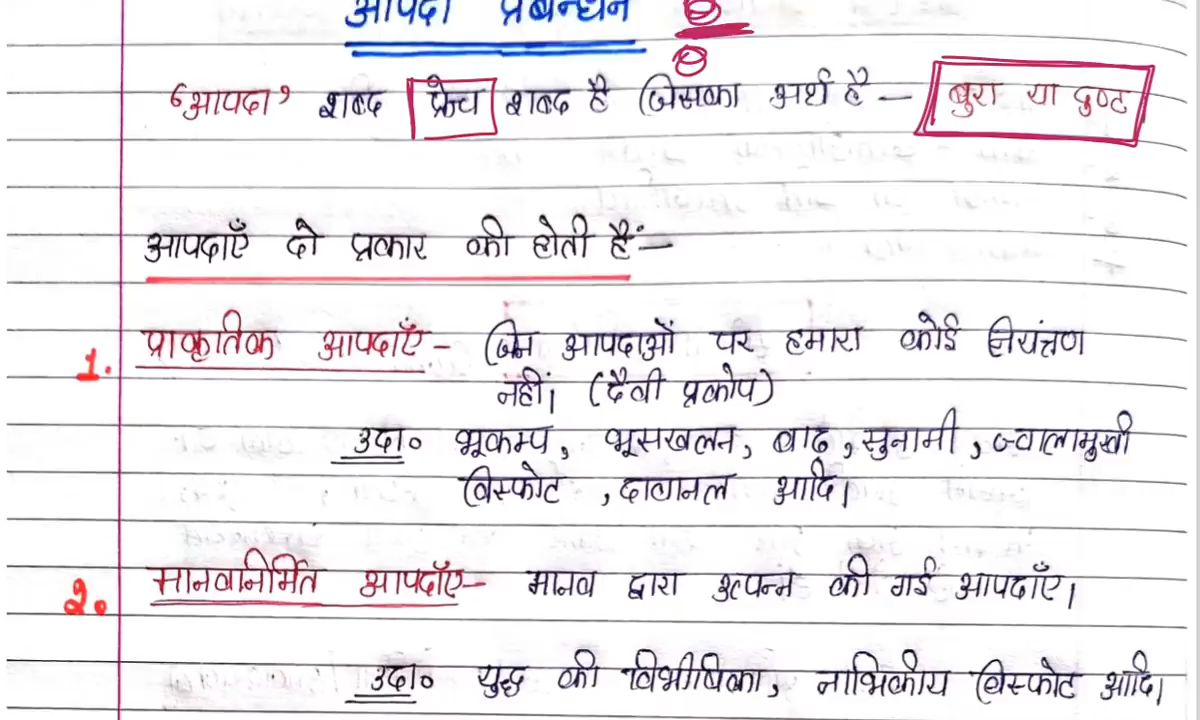 आपदा प्रबन्धन
'आपदा' शब्द फ्रेन्च शब्द है जिसका अर्थ है — बुरा या दुष्ट
आपदाएँ दो प्रकार की होती हैं:—
1. प्राकृतिक आपदाएँ - जिन आपदाओं पर हमारा कोई नियंत्रण
नहीं। (दैवी प्रकोप)
उदा० भूकम्प, भूसखलन, बाढ़, सुनामी, ज्वालामुखी
विस्फोट, दावानल आदि।
2. मानवनिर्मित आपदाँए - मानव द्वारा उत्पन्न की गई आपदाएँ।
उदा० युद्ध की विभीषिका, नाभिकीय विस्फोट आदि।